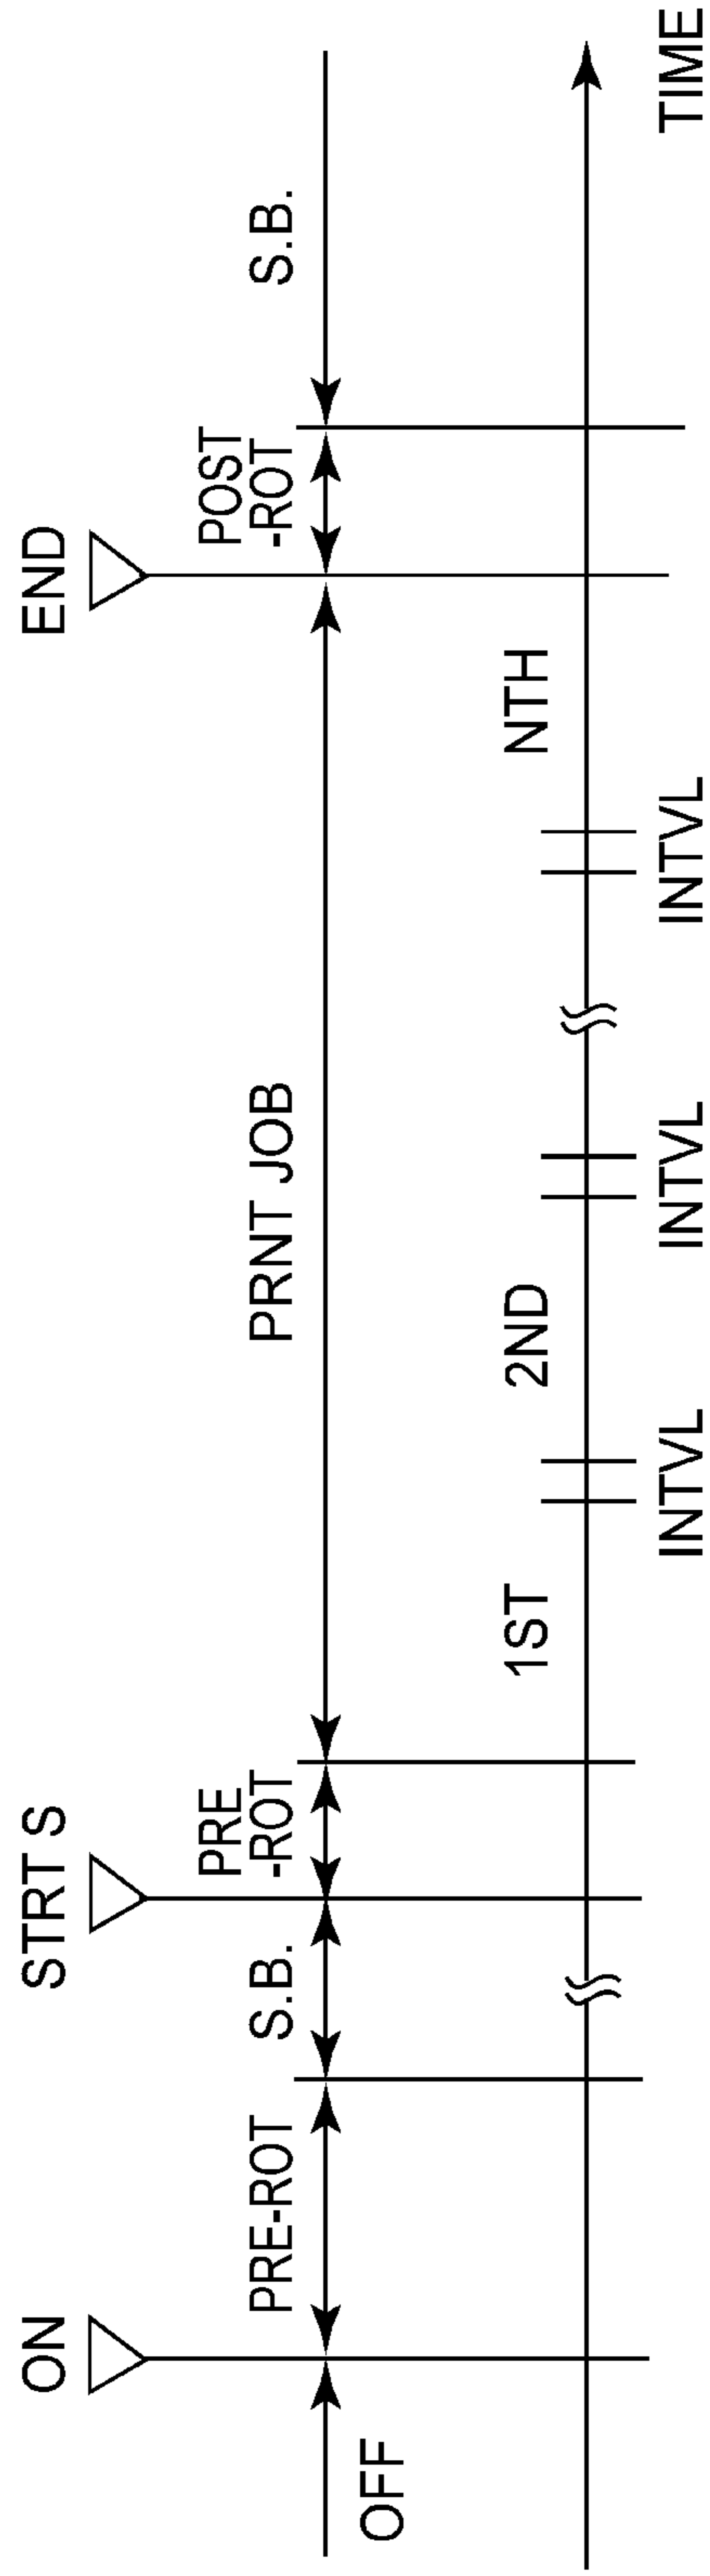 ON
STRT S
END
OFF
PRE-ROT
S.B.
PRE
-ROT
PRNT JOB
POST
-ROT
S.B.
1ST
2ND
NTH
INTVL
INTVL
INTVL
TIME